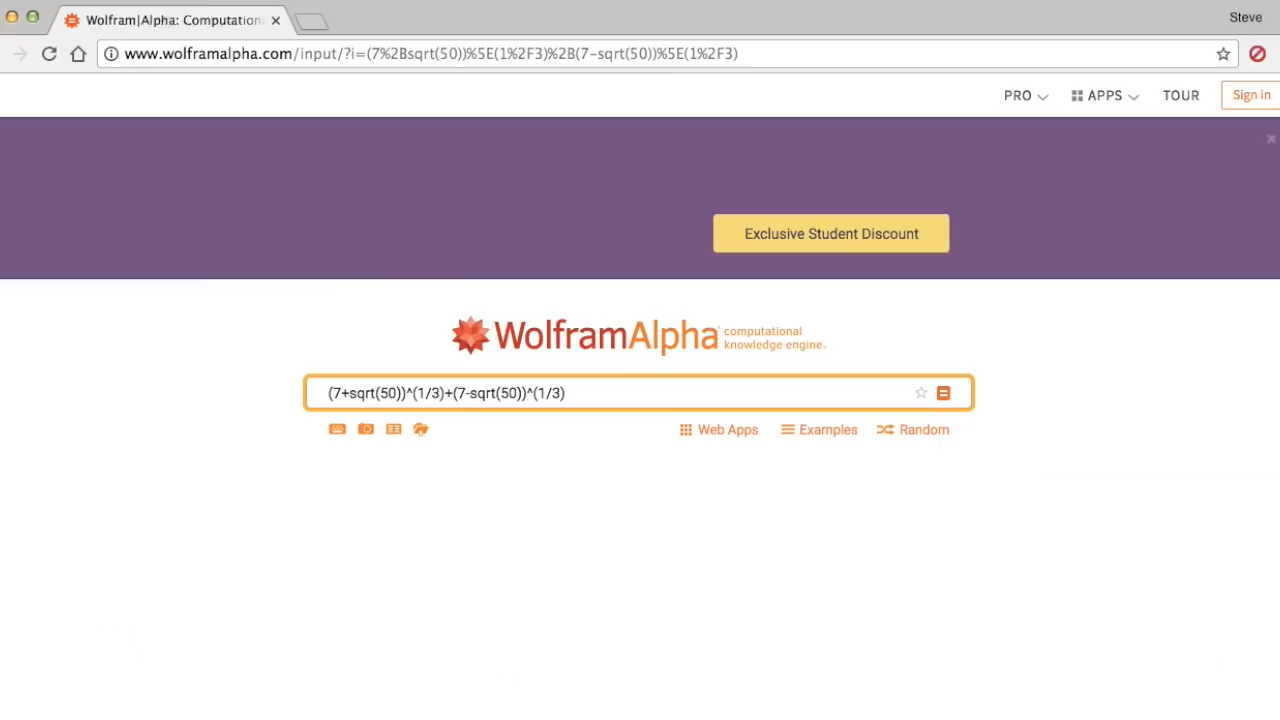 Steve
Wolfram|Alpha: Computationa
www.wolframalpha.com/input/?i=(7%2Bsqrt(50))%5E(1%2F3)%2B(7-sqrt(50))%5E(1%2F3)
PRO APPS TOUR Sign in
Exclusive Student Discount
WolframAlpha computational
knowledge engine.
(7+sqrt(50))^(1/3)+(7-sqrt(50))^(1/3)
Web Apps Examples Random